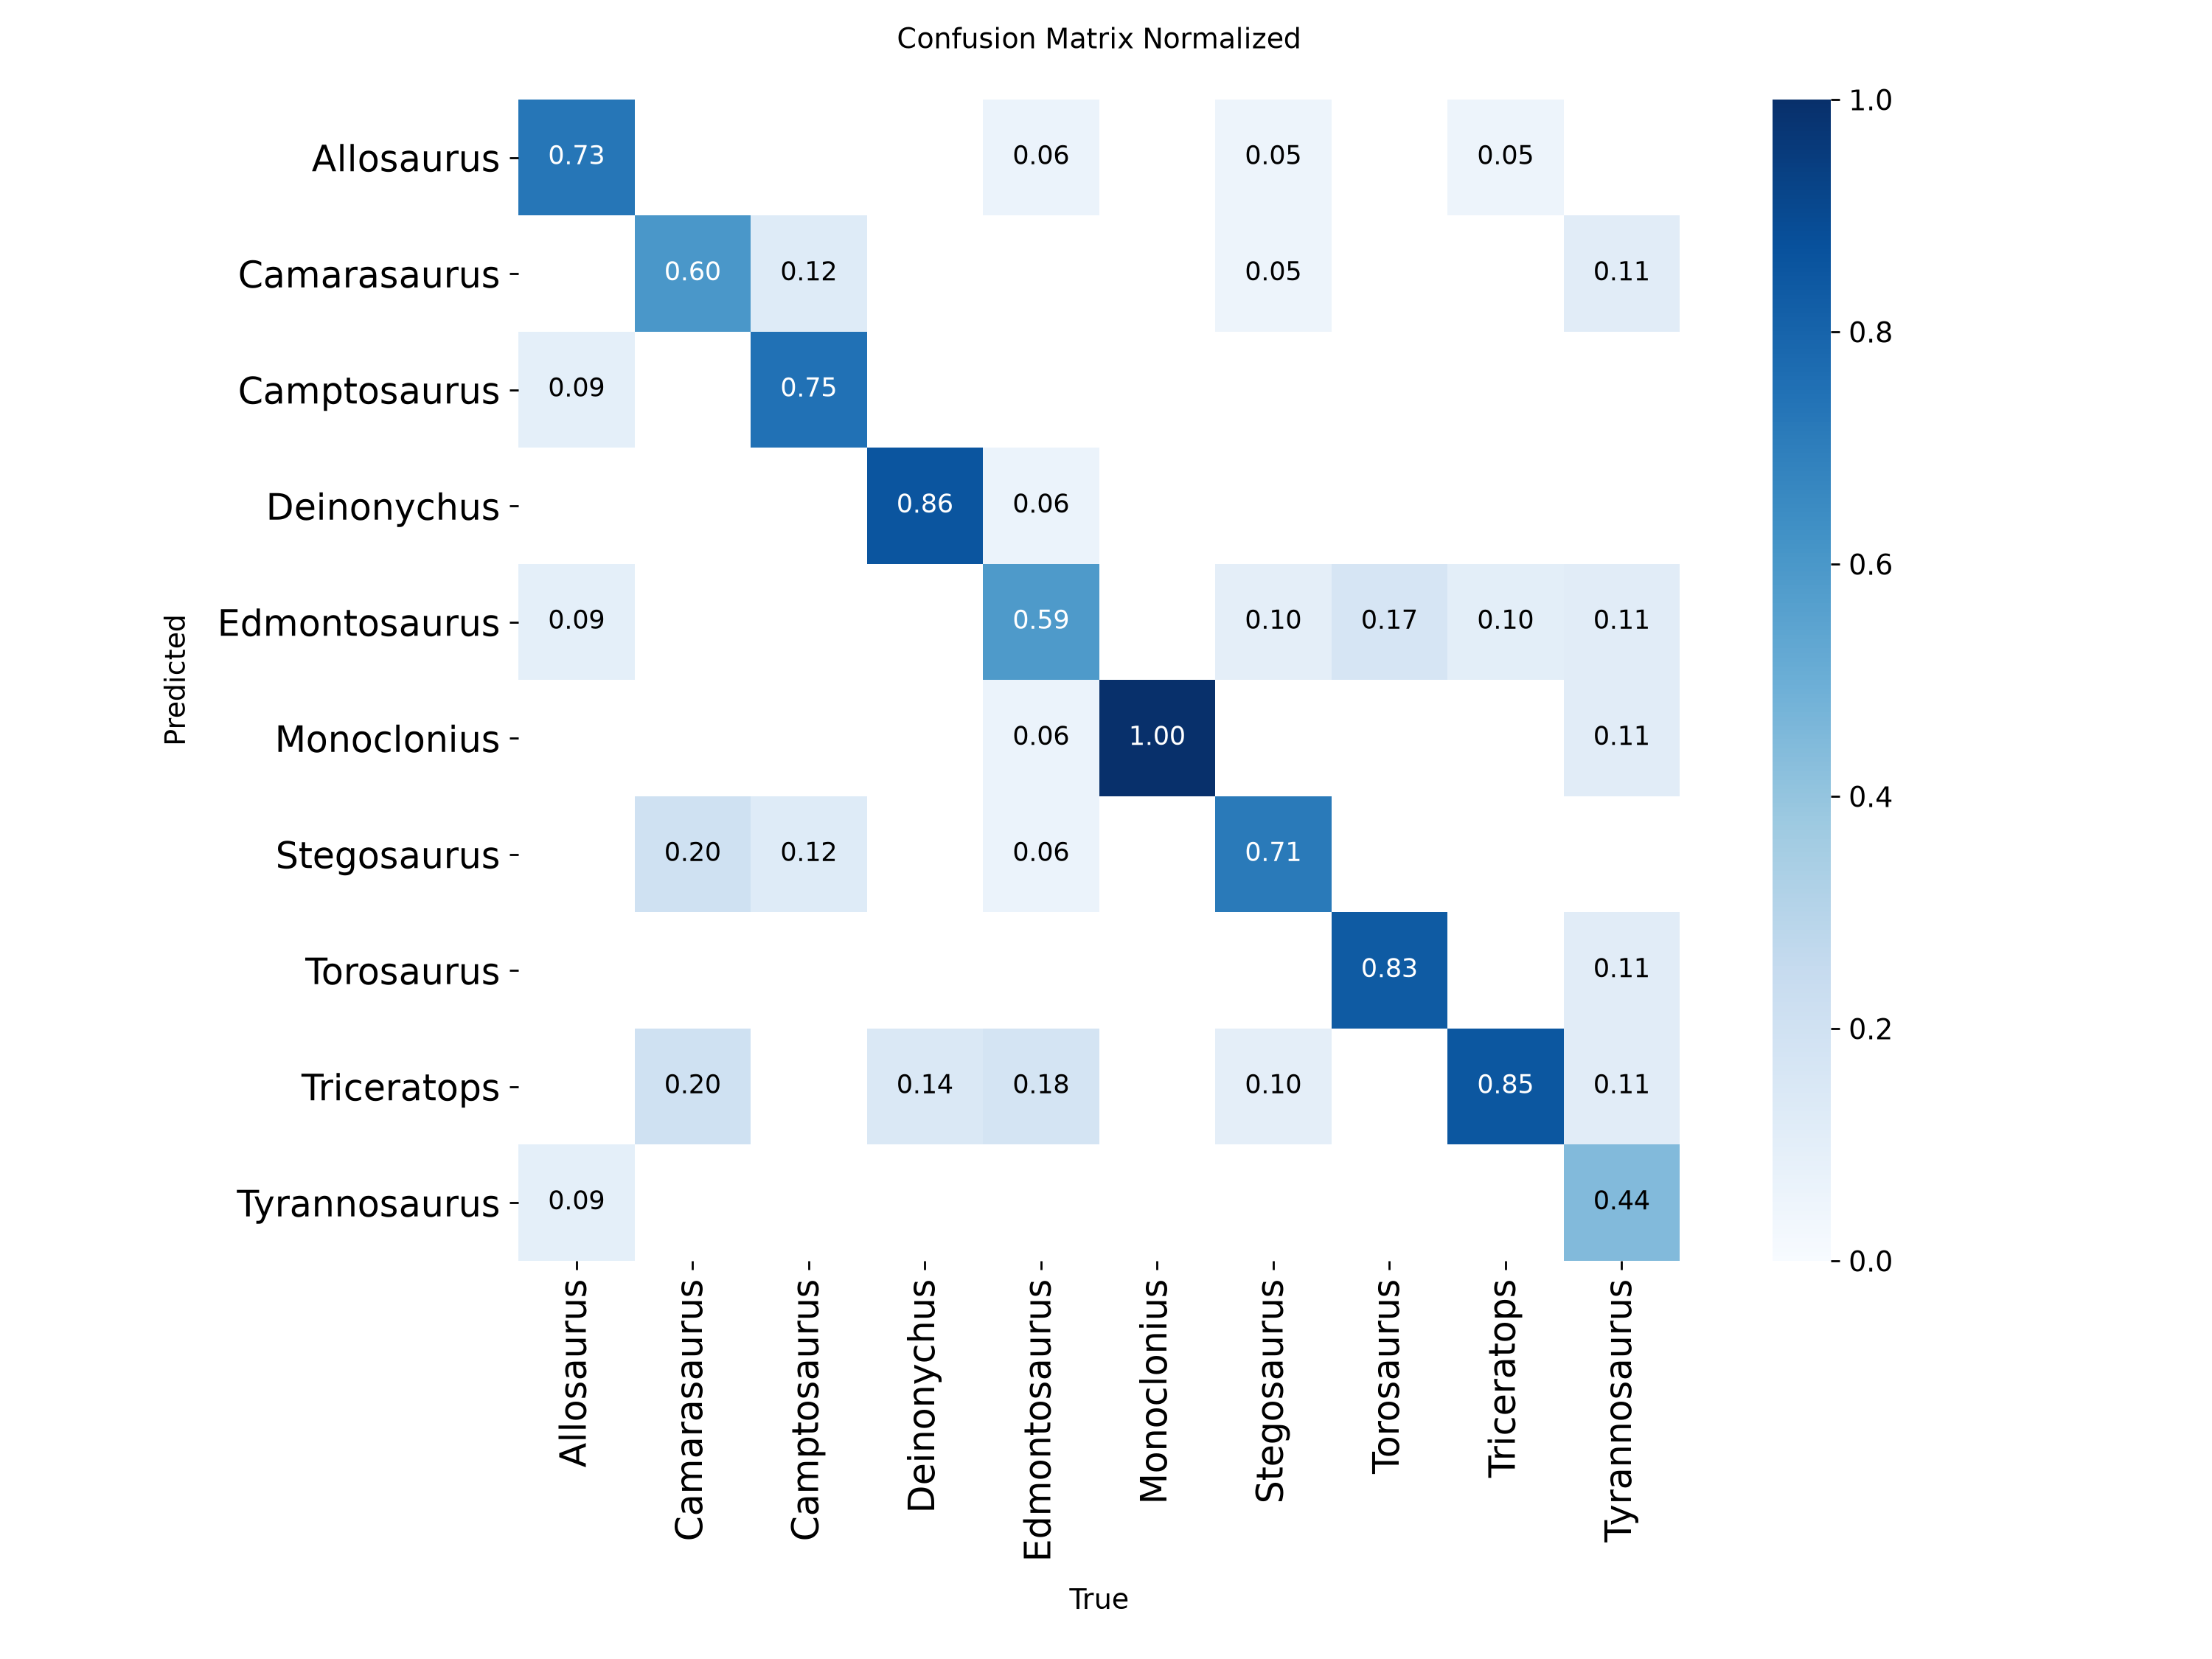 Confusion Matrix Normalized
Allosaurus 0.73 0.06 0.05 0.05
Camarasaurus 0.60 0.12 0.05 0.11
Camptosaurus 0.09 0.75
Deinonychus 0.86 0.06
Edmontosaurus 0.09 0.59 0.10 0.17 0.10 0.11
Monoclonius 0.06 1.00 0.11
Stegosaurus 0.20 0.12 0.06 0.71
Torosaurus 0.83 0.11
Triceratops 0.20 0.14 0.18 0.10 0.85 0.11
Tyrannosaurus 0.09 0.44
Predicted
Allosaurus
Camarasaurus
Camptosaurus
Deinonychus
Edmontosaurus
Monoclonius
Stegosaurus
Torosaurus
Triceratops
Tyrannosaurus
True
1.0
0.8
0.6
0.4
0.2
0.0